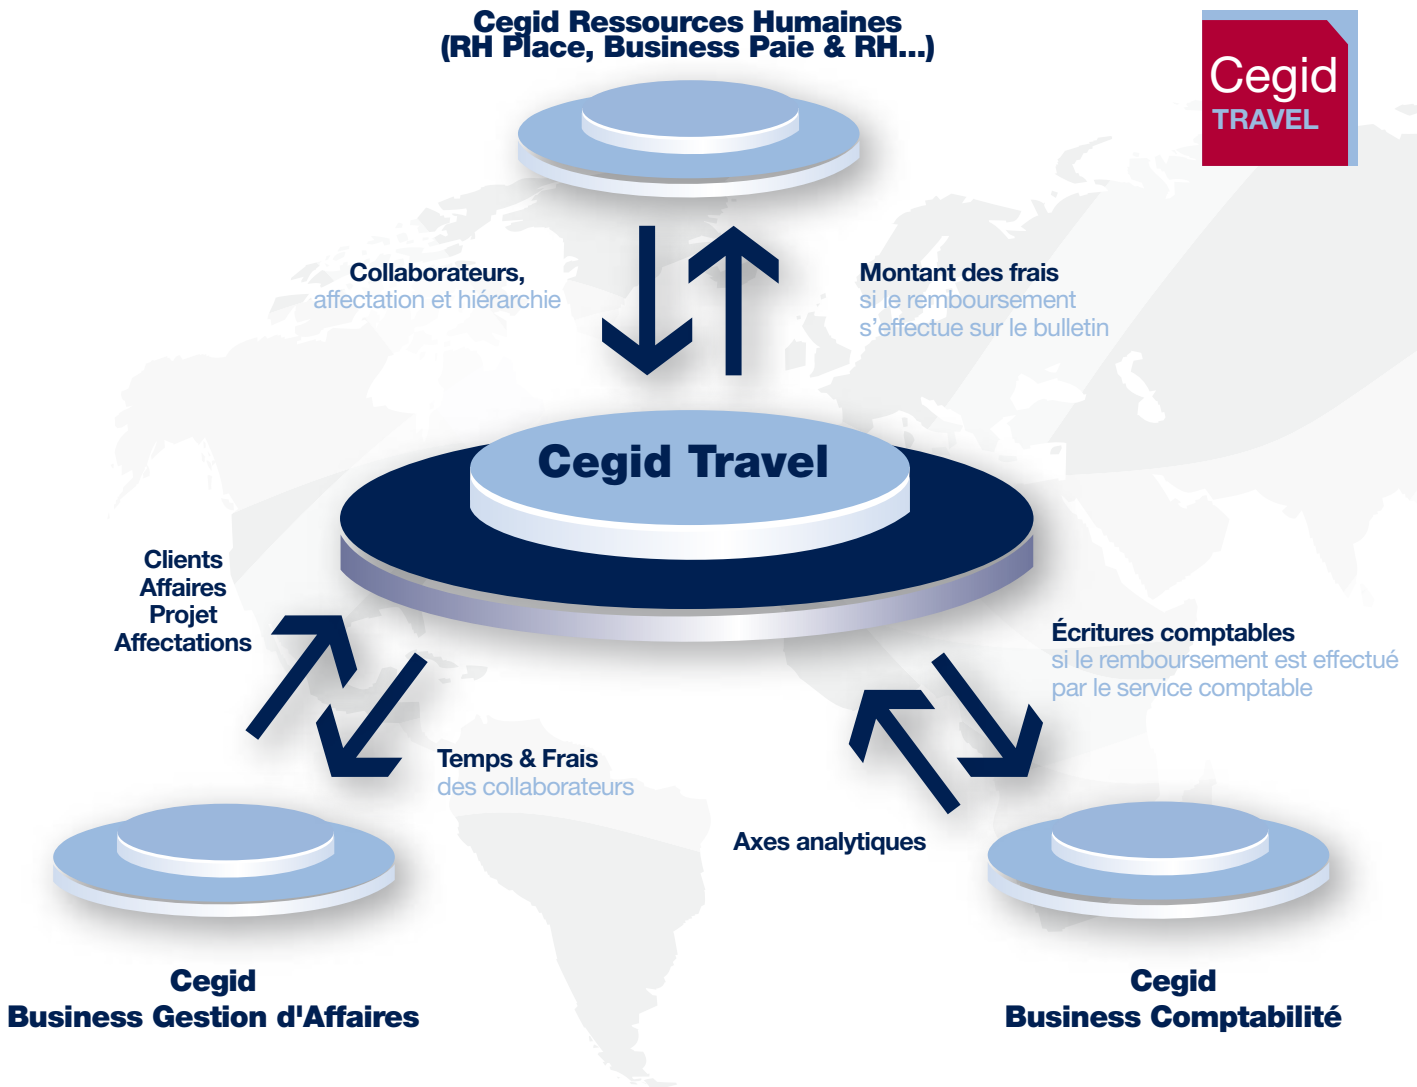 Cegid Ressources Humaines
(RH Place, Business Paie & RH...)
Cegid
TRAVEL
Collaborateurs,
affectation et hiérarchie
Montant des frais
si le remboursement
s'effectue sur le bulletin
Cegid Travel
Clients
Affaires
Projet
Affectations
Écritures comptables
si le remboursement est effectué
par le service comptable
Temps & Frais
des collaborateurs
Axes analytiques
Cegid
Business Gestion d'Affaires
Cegid
Business Comptabilité